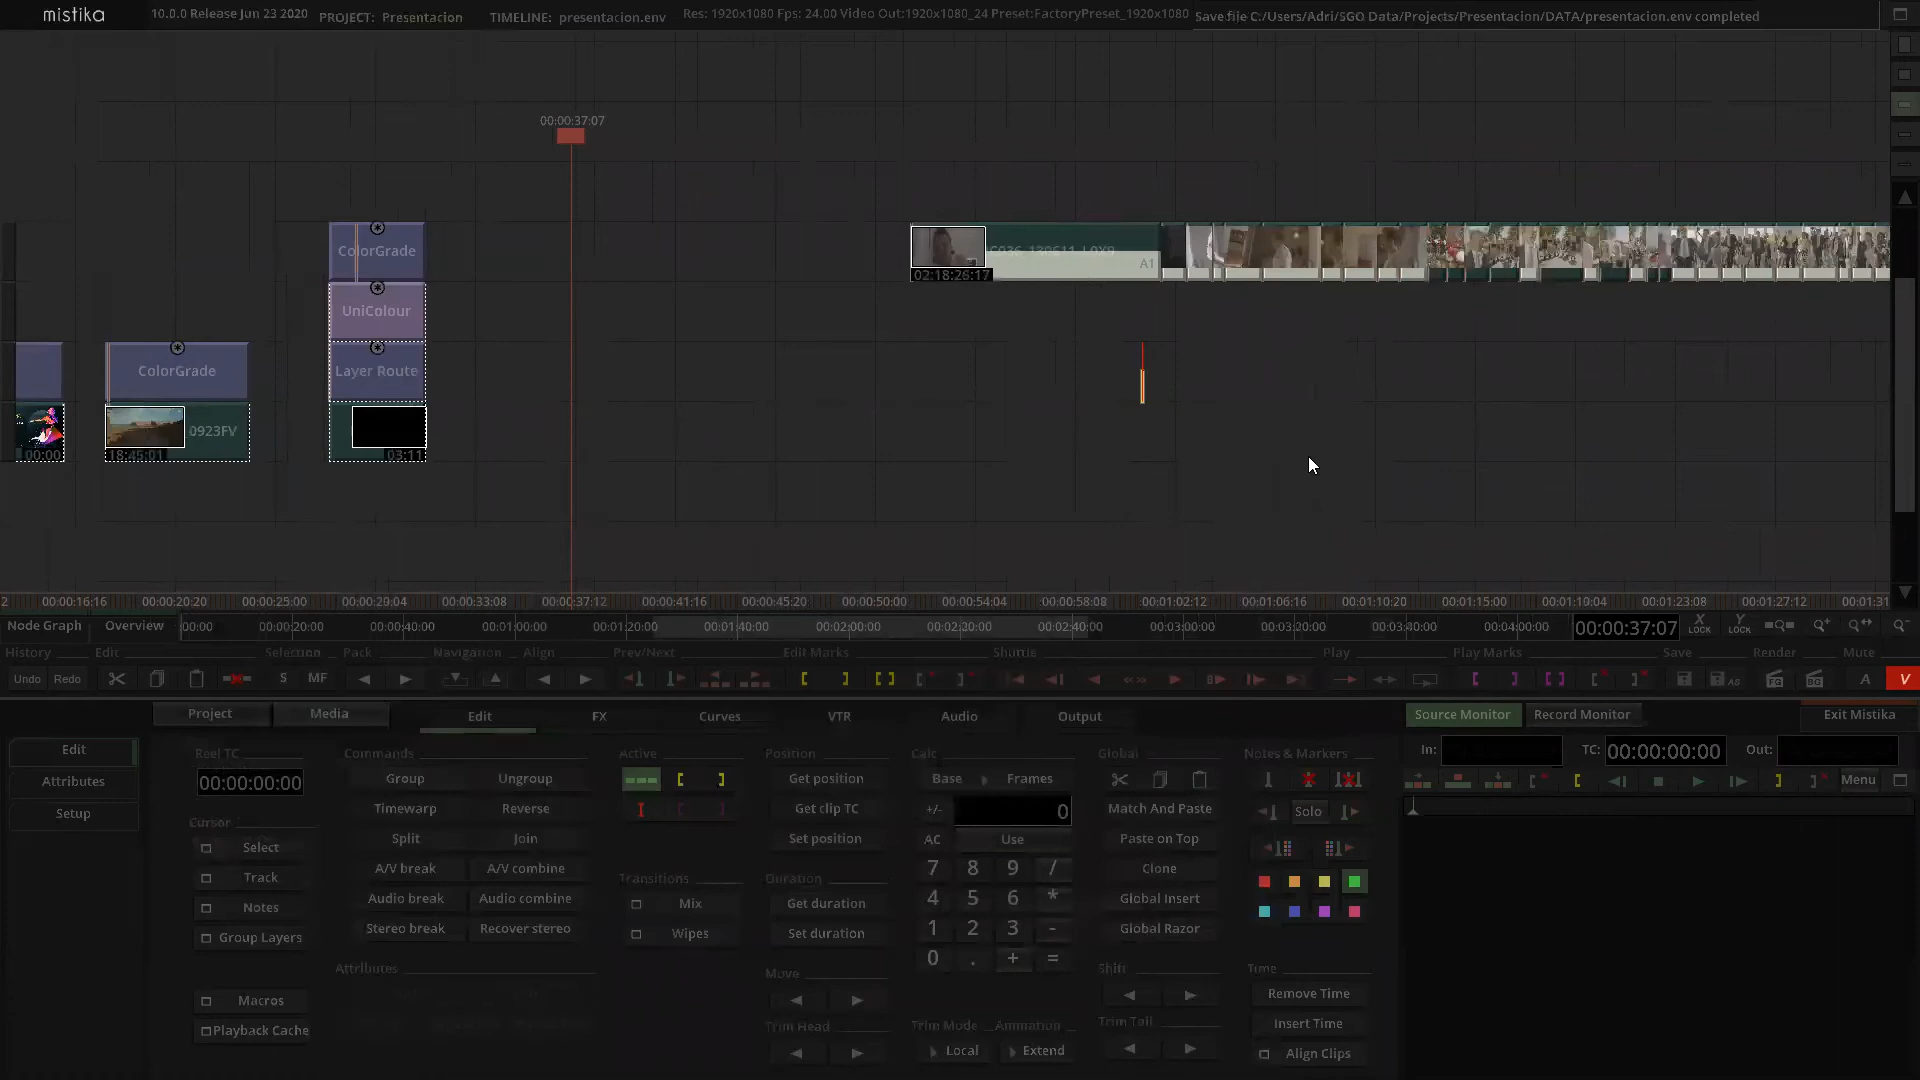 mistika
10.0.0 Release Jun 23 2020 PROJECT: Presentacion TIMELINE: presentacion.env Res: 1920x1080 Fps: 24.00 Video Out:1920x1080_24 Preset:FactoryPreset_1920x1080 Save file C:/Users/Adri/SGO Data/Projects/Presentacion/DATA/presentacion.env completed
00:00:37:07
ColorGrade
A1
02:18:26:17
UniColour
ColorGrade
Layer Route
0923FV
00:00
18:45:01
03:11
2 00:00:16:16 00:00:20:20 00:00:25:00 00:00:29:04 00:00:33:08 00:00:37:12 00:00:41:16 00:00:45:20 00:00:50:00 00:00:54:04 00:00:58:08 00:01:02:12 00:01:06:16 00:01:10:20 00:01:15:00 00:01:19:04 00:01:23:08 00:01:27:12 00:01:31
Node Graph Overview 00:00 00:00:20:00 00:00:40:00 00:01:00:00 00:01:20:00 00:01:40:00 00:02:00:00 00:02:20:00 00:02:40:00 00:03:00:00 00:03:20:00 00:03:40:00 00:04:00:00 00:00:37:07 X LOCK Y LOCK
History Edit Selection Pack Navigation Align Prev/Next Edit Marks Shuttle Play Play Marks Save Render Mute
Undo Redo S MF AS FG BG A V
Project Media Edit FX Curves VTR Audio Output Source Monitor Record Monitor Exit Mistika
Edit Reel TC Commands Active Position Calc Global Notes & Markers In: TC: 00:00:00:00 Out:
Attributes 00:00:00:00 Group Ungroup Get position Base Frames Menu
Setup Timewarp Reverse Get clip TC +/- 0 Match And Paste Solo
Cursor Split Join Set position AC Use Paste on Top
Select A/V break A/V combine 7 8 9 / Clone
Track Transitions Duration
Notes Audio break Audio combine Mix Get duration 4 5 6 * Global Insert
Group Layers Stereo break Recover stereo Wipes Set duration 1 2 3 - Global Razor
Attributes Move 0 . + = Shift Time
Macros Remove Time
Playback Cache Trim Head Trim Mode Animation Trim Tail Insert Time
Local Extend Align Clips